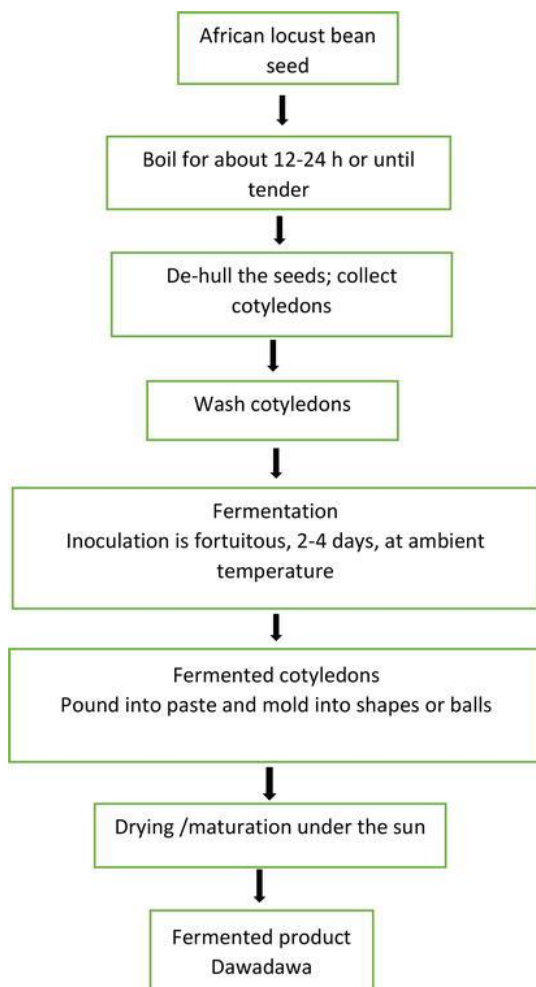 African locust bean
seed
Boil for about 12-24 h or until
tender
De-hull the seeds; collect
cotyledons
Wash cotyledons
Fermentation
Inoculation is fortuitous, 2-4 days, at ambient
temperature
Fermented cotyledons
Pound into paste and mold into shapes or balls
Drying /maturation under the sun
Fermented product
Dawadawa